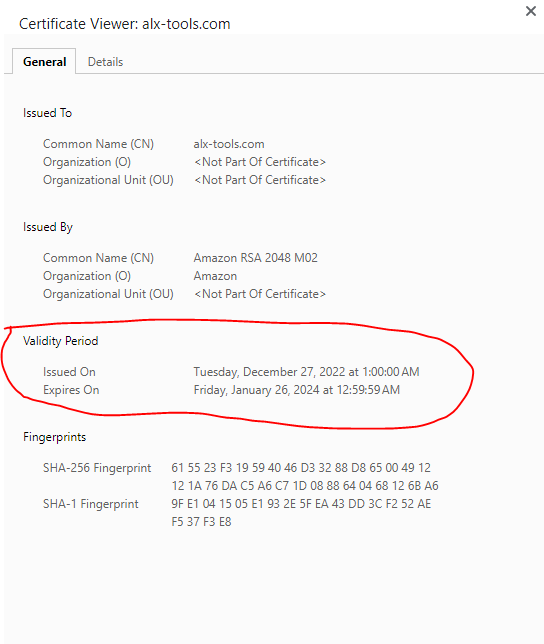 Certificate Viewer: alx-tools.com
General Details
Issued To
Common Name (CN) alx-tools.com
Organization (O) <Not Part Of Certificate>
Organizational Unit (OU) <Not Part Of Certificate>
Issued By
Common Name (CN) Amazon RSA 2048 M02
Organization (O) Amazon
Organizational Unit (OU) <Not Part Of Certificate>
Validity Period
Issued On Tuesday, December 27, 2022 at 1:00:00 AM
Expires On Friday, January 26, 2024 at 12:59:59 AM
Fingerprints
SHA-256 Fingerprint 61 55 23 F3 19 59 40 46 D3 32 88 D8 65 00 49 12
12 1A 76 DA C5 A6 C7 1D 08 88 64 04 68 12 6B A6
SHA-1 Fingerprint 9F E1 04 15 05 E1 93 2E 5F EA 43 DD 3C F2 52 AE
F5 37 F3 E8